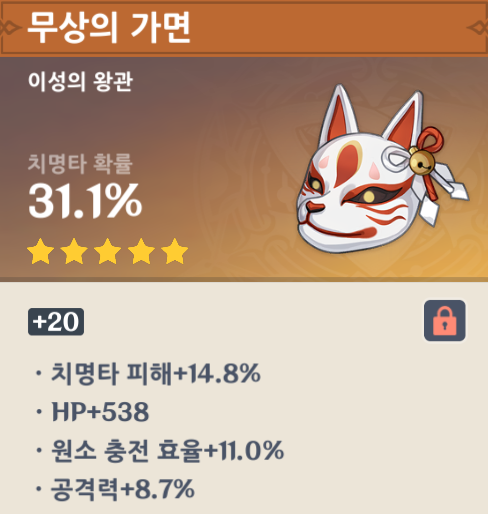 무상의 가면
이성의 왕관
치명타 확률
31.1%
+20
· 치명타 피해+14.8%
· HP+538
· 원소 충전 효율+11.0%
· 공격력+8.7%